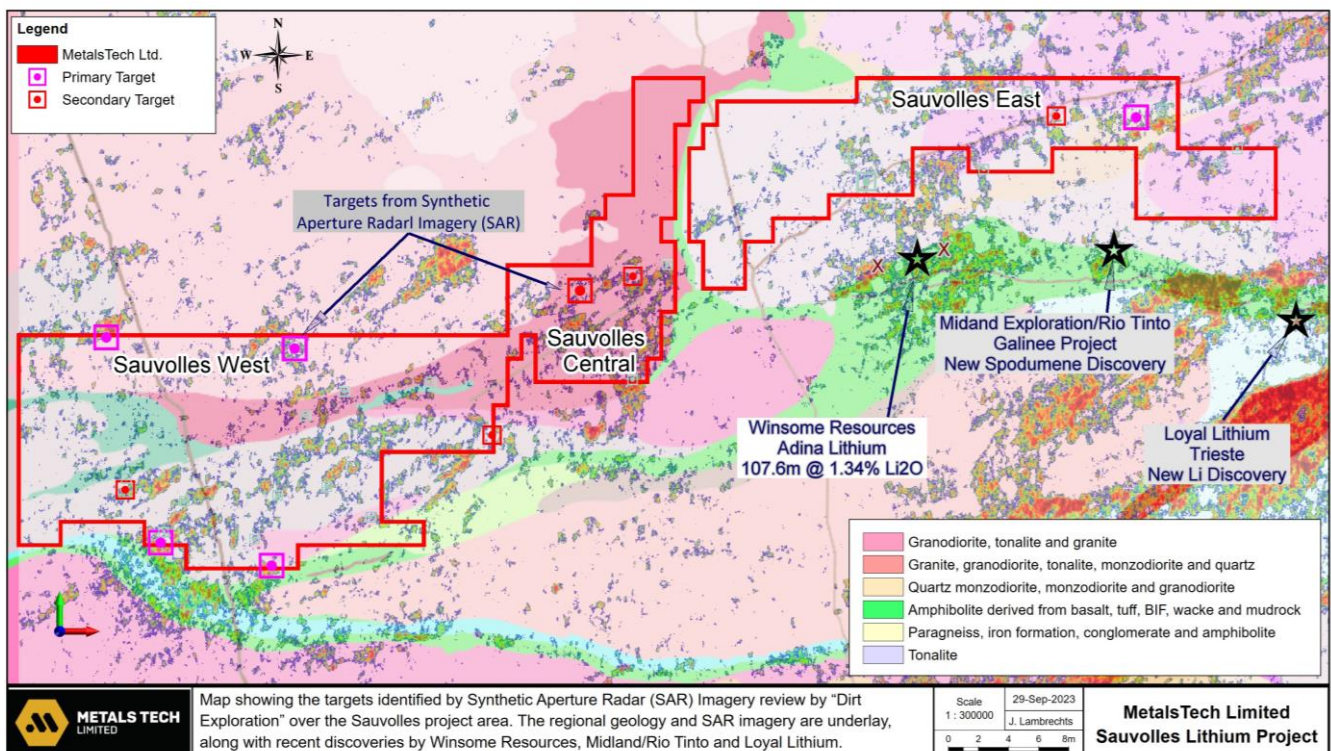 Legend
MetalsTech Ltd.
Primary Target
Secondary Target
N
W E
S
Sauvolles East
Targets from Synthetic
Aperture Radarl Imagery (SAR)
Sauvolles West
Sauvolles
Central
X X
Midand Exploration/Rio Tinto
Galinee Project
New Spodumene Discovery
Winsome Resources
Adina Lithium
107.6m @ 1.34% Li2O
Loyal Lithium
Trieste
New Li Discovery
Granodiorite, tonalite and granite
Granite, granodiorite, tonalite, monzodiorite and quartz
Quartz monzodiorite, monzodiorite and granodiorite
Amphibolite derived from basalt, tuff, BIF, wacke and mudrock
Paragneiss, iron formation, conglomerate and amphibolite
Tonalite
METALS TECH
LIMITED
Map showing the targets identified by Synthetic Aperture Radar (SAR) Imagery review by “Dirt
Exploration” over the Sauvolles project area. The regional geology and SAR imagery are underlay,
along with recent discoveries by Winsome Resources, Midland/Rio Tinto and Loyal Lithium.
Scale
1 : 300000
29-Sep-2023
J. Lambrechts
0 2 4 6 8m
MetalsTech Limited
Sauvolles Lithium Project